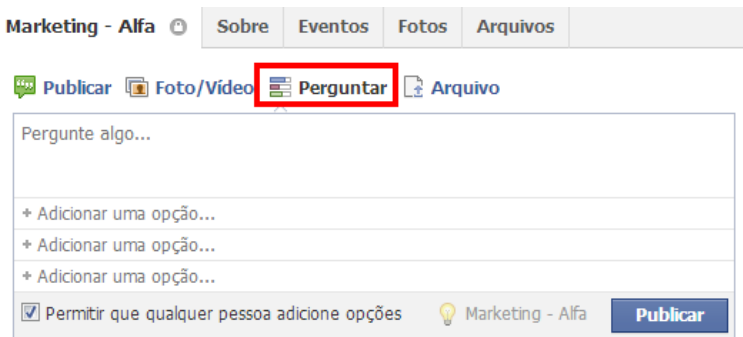 Marketing - Alfa Sobre Eventos Fotos Arquivos
Publicar Foto/Vídeo Perguntar Arquivo
Pergunte algo...
+ Adicionar uma opção...
+ Adicionar uma opção...
+ Adicionar uma opção...
Permitir que qualquer pessoa adicione opções Marketing - Alfa Publicar